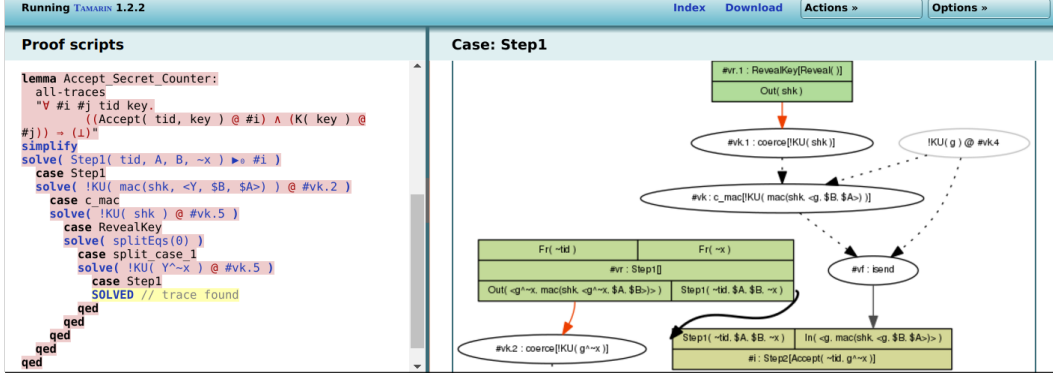 Running TAMARIN 1.2.2
Index
Download
Actions »
Options »
Proof scripts
lemma Accept_Secret_Counter:
all-traces
"∀ #i #j tid key.
((Accept( tid, key ) @ #i) ∧ (K( key ) @
#j)) ⇒ (⊥)"
simplify
solve( Step1( tid, A, B, ~x ) ▶₀ #i )
case Step1
solve( !KU( mac(shk, <Y, $B, $A>) ) @ #vk.2 )
case c_mac
solve( !KU( shk ) @ #vk.5 )
case RevealKey
solve( splitEqs(0) )
case split_case_1
solve( !KU( Y^~x ) @ #vk.5 )
case Step1
SOLVED // trace found
qed
qed
qed
qed
qed
Case: Step1
#vr.1 : RevealKey[Reveal( )]
Out( shk )
#vk.1 : coerce[!KU( shk )]
!KU( g ) @ #vk.4
#vk : c_mac[!KU( mac(shk, <g, $B, $A>) )]
Fr( ~tid )
Fr( ~x )
#vr : Step1[]
Out( <g^~x, mac(shk, <g^~x, $A, $B>)> )
Step1( ~tid, $A, $B, ~x )
#vf : isend
#vk.2 : coerce[!KU( g^~x )]
Step1( ~tid, $A, $B, ~x )
In( <g, mac(shk, <g, $B, $A>)> )
#i : Step2[Accept( ~tid, g^~x )]